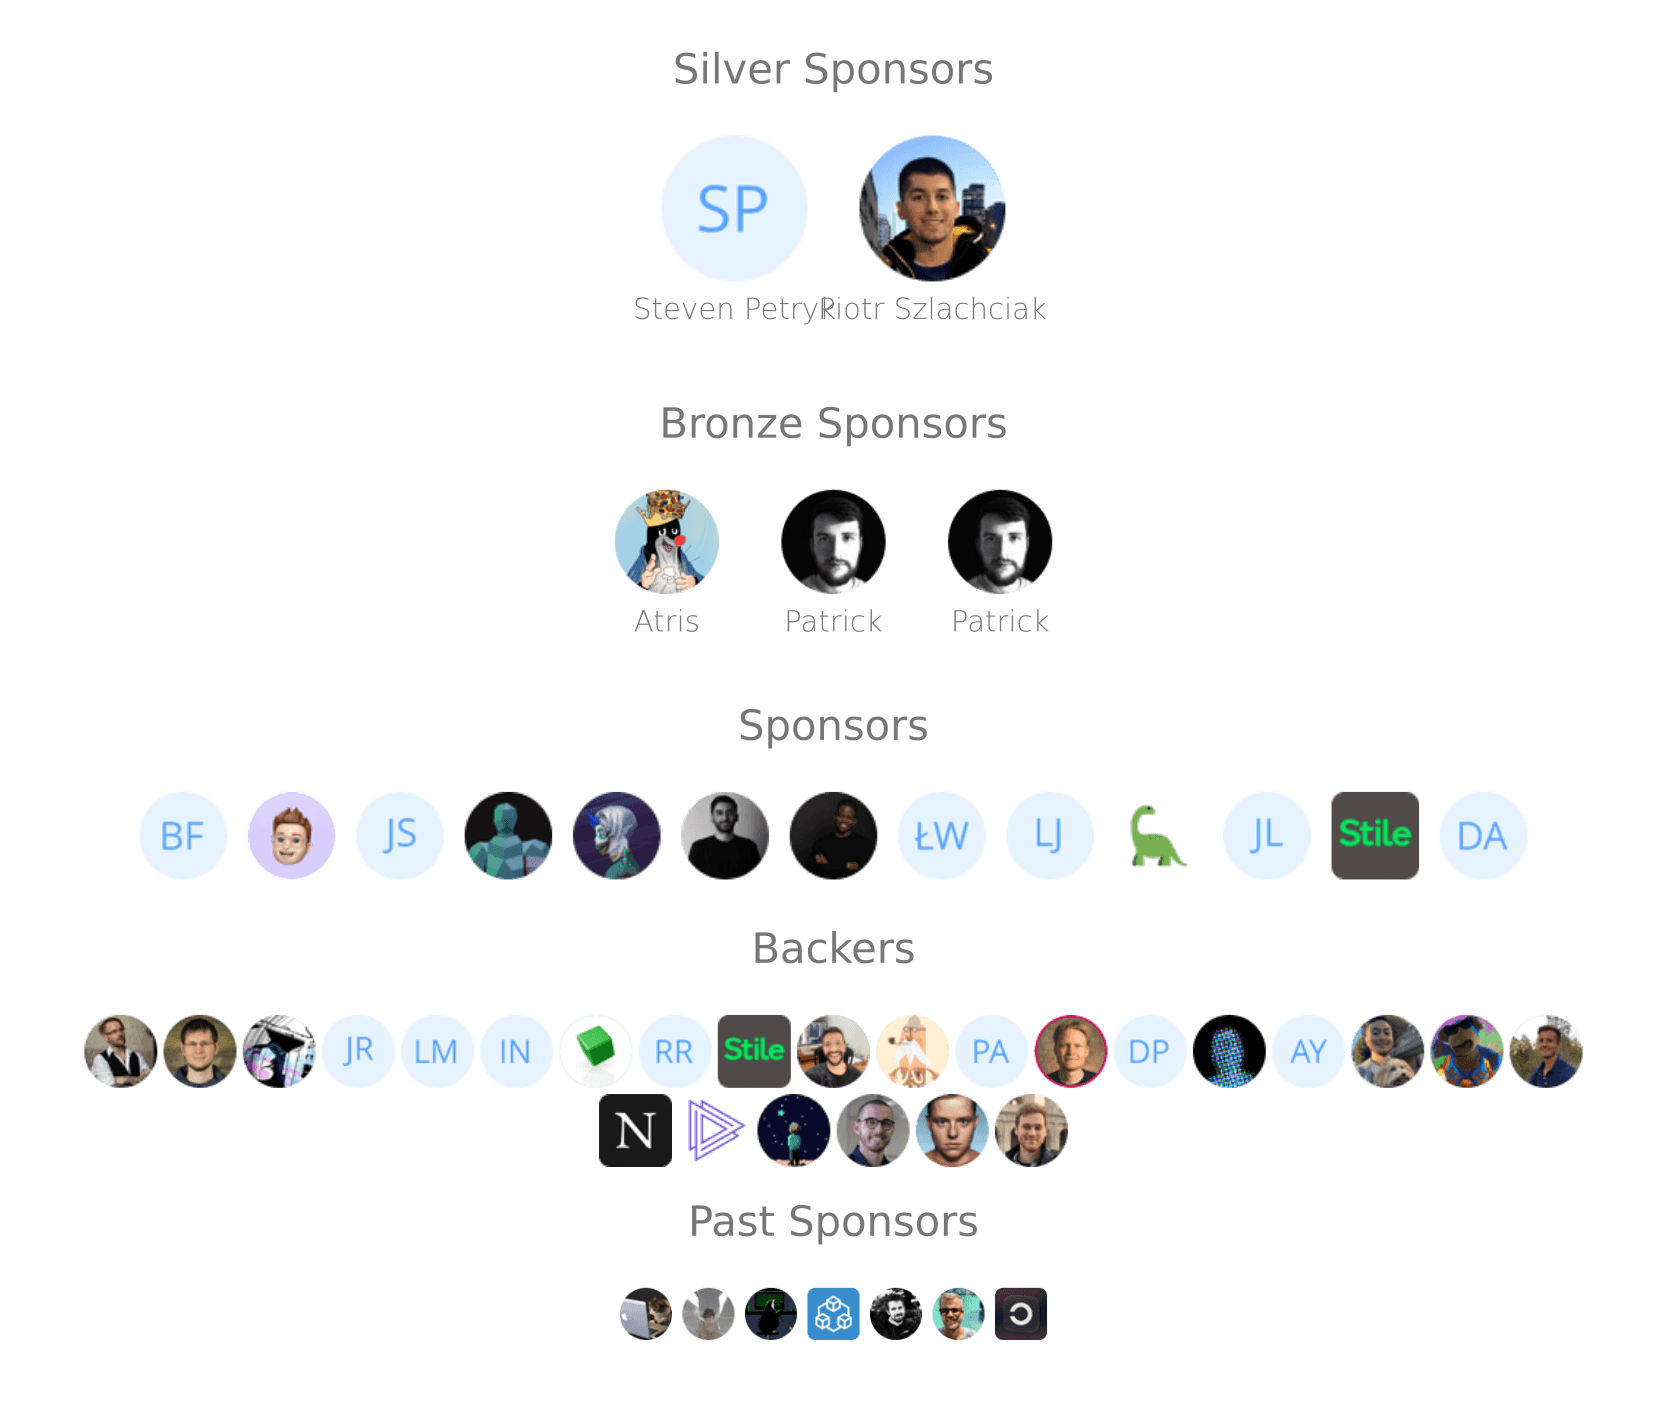 Silver Sponsors
SP
Steven Petryk Piotr Szlachciak
Bronze Sponsors
Atris Patrick Patrick
Sponsors
BF JS ŁW LJ JL Stile DA
Backers
JR LM IN RR Stile PA DP AY
N
Past Sponsors